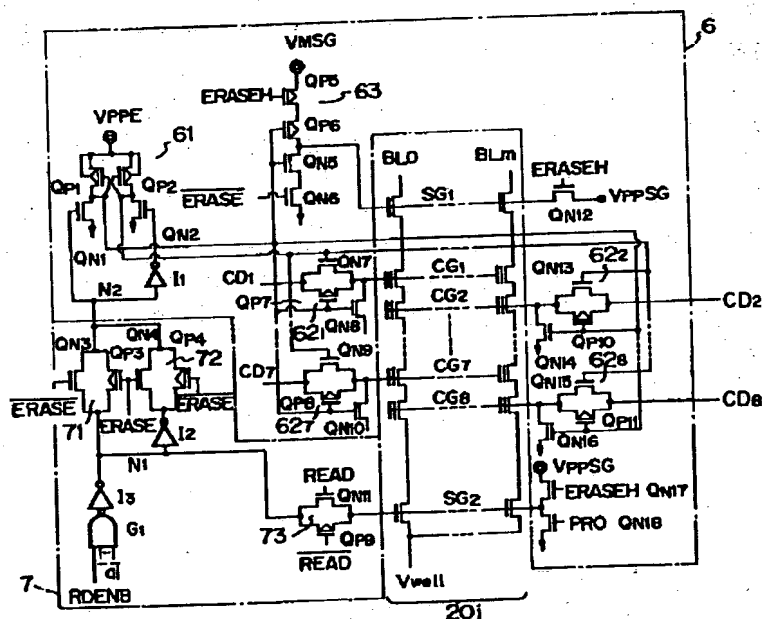 6
VMSG
QP5
ERASEH
63
VPPE
61
QP6
BL0
BLm
ERASEH
QP1
QP2
QN5
SG1
VPPSG
ERASE
QN6
QN12
QN1
QN2
QN7
QN13
622
I1
CD1
CG1
N2
QP7
621
QN8
CG2
CD2
QN3
QN4
QP4
72
QN9
QN14
QP10
QP3
CD7
CG7
QN15
628
QP8
CG8
CD8
ERASE
ERASE
ERASE
627
QN10
QN16
QP11
71
I2
VPPSG
N1
READ
QN11
SG2
ERASEH QN17
I3
73
PRO QN18
G1
QP9
READ
ai
7
RDENB
Vwell
20i